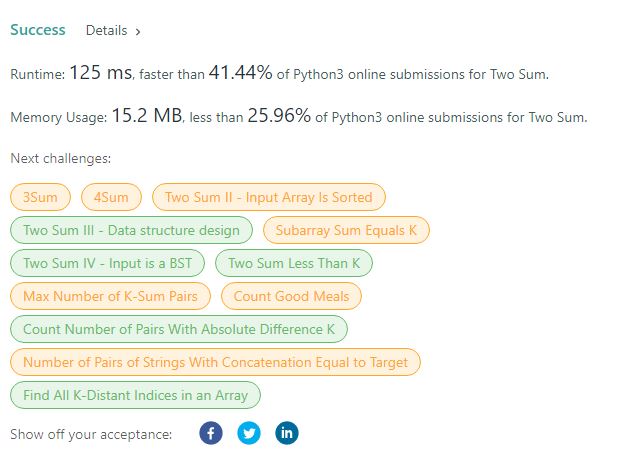 Success Details >
Runtime: 125 ms, faster than 41.44% of Python3 online submissions for Two Sum.
Memory Usage: 15.2 MB, less than 25.96% of Python3 online submissions for Two Sum.
Next challenges:
3Sum 4Sum Two Sum II - Input Array Is Sorted
Two Sum III - Data structure design Subarray Sum Equals K
Two Sum IV - Input is a BST Two Sum Less Than K
Max Number of K-Sum Pairs Count Good Meals
Count Number of Pairs With Absolute Difference K
Number of Pairs of Strings With Concatenation Equal to Target
Find All K-Distant Indices in an Array
Show off your acceptance: f in